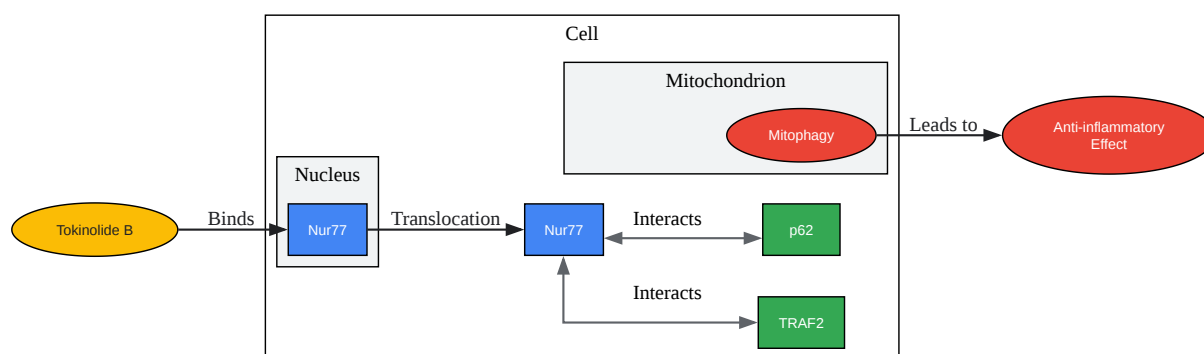 Cell
Mitochondrion
Mitophagy
Leads to
Anti-inflammatory
Effect
Nucleus
Tokinolide B
Binds
Nur77
Translocation
Nur77
Interacts
p62
Interacts
TRAF2